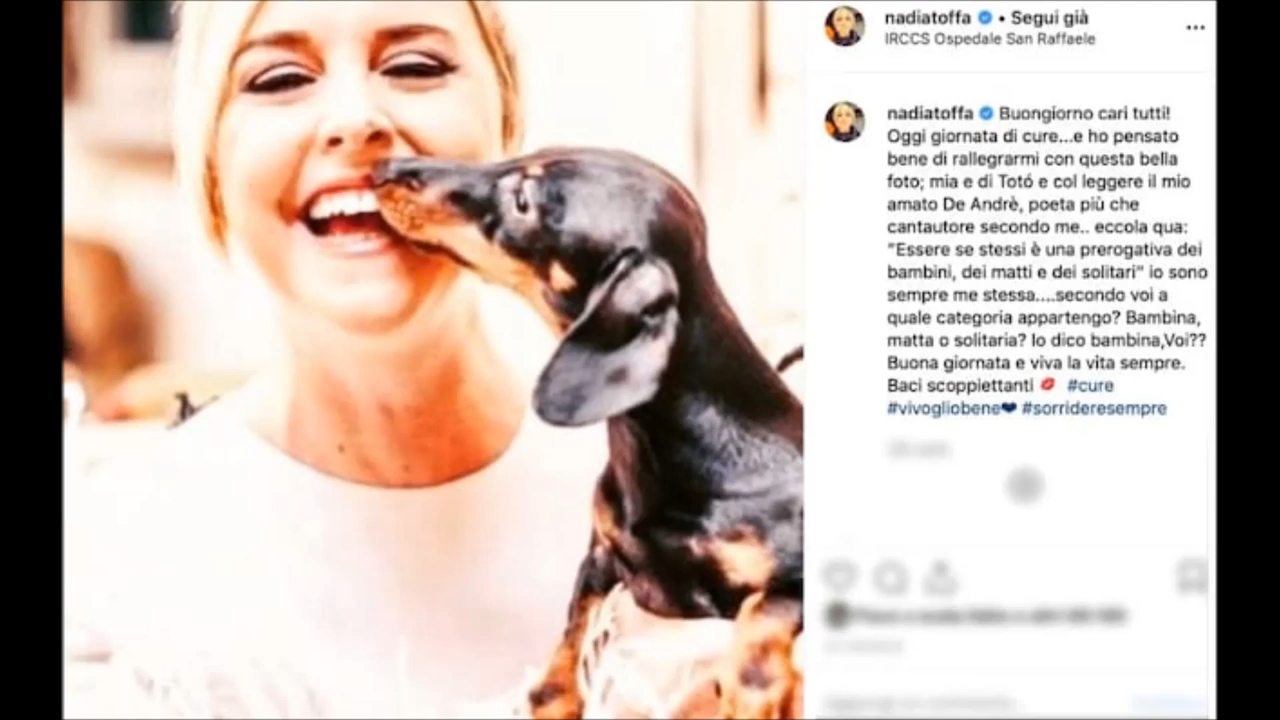 nadiatoffa • Segui già
IRCCS Ospedale San Raffaele
nadiatoffa Buongiorno cari tutti!
Oggi giornata di cure...e ho pensato
bene di rallegrarmi con questa bella
foto; mia e di Totó e col leggere il mio
amato De Andrè, poeta più che
cantautore secondo me.. eccola qua:
"Essere se stessi è una prerogativa dei
bambini, dei matti e dei solitari" io sono
sempre me stessa....secondo voi a
quale categoria appartengo? Bambina,
matta o solitaria? Io dico bambina,Voi??
Buona giornata e viva la vita sempre.
Baci scoppiettanti 💋 #cure
#vivogliobene❤ #sorrideresempre